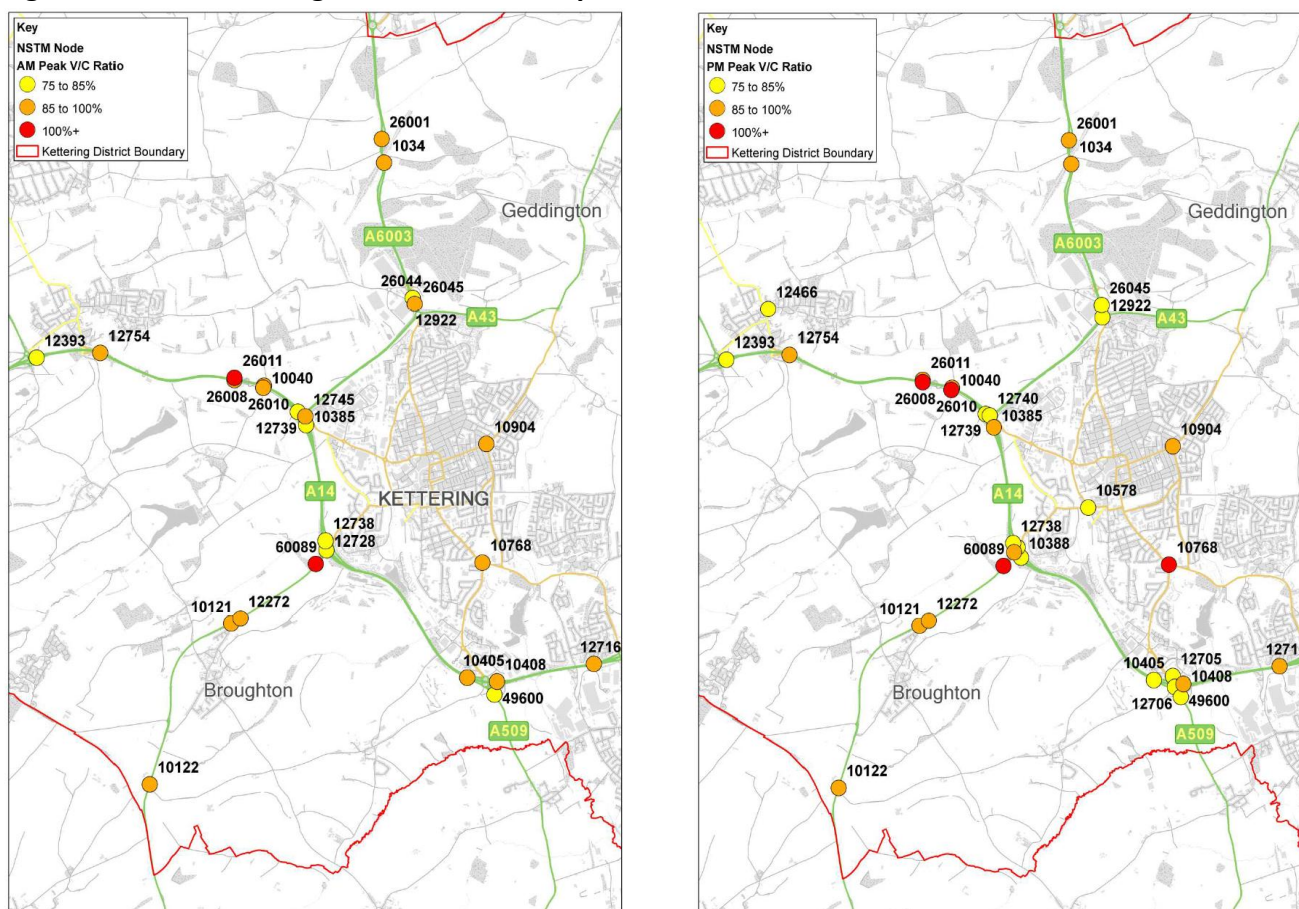 Key
NSTM Node
AM Peak V/C Ratio
75 to 85%
85 to 100%
100%+
Kettering District Boundary
26001
1034
Geddington
A6003
26044
26045
12922
A43
12393
12754
26011
10040
26008
26010
12745
10385
12739
10904
A14
KETTERING
12738
12728
60089
10768
10121
12272
12716
10405
10408
Broughton
49600
A509
10122
Key
NSTM Node
PM Peak V/C Ratio
75 to 85%
85 to 100%
100%+
Kettering District Boundary
26001
1034
Geddington
A6003
12466
26045
12922
A43
12393
12754
26011
10040
26008
26010
12740
10385
12739
10904
A14
KETTERING
10578
12738
10388
60089
10768
10121
12272
1271
10405
12705
10408
Broughton
12706
49600
A509
10122